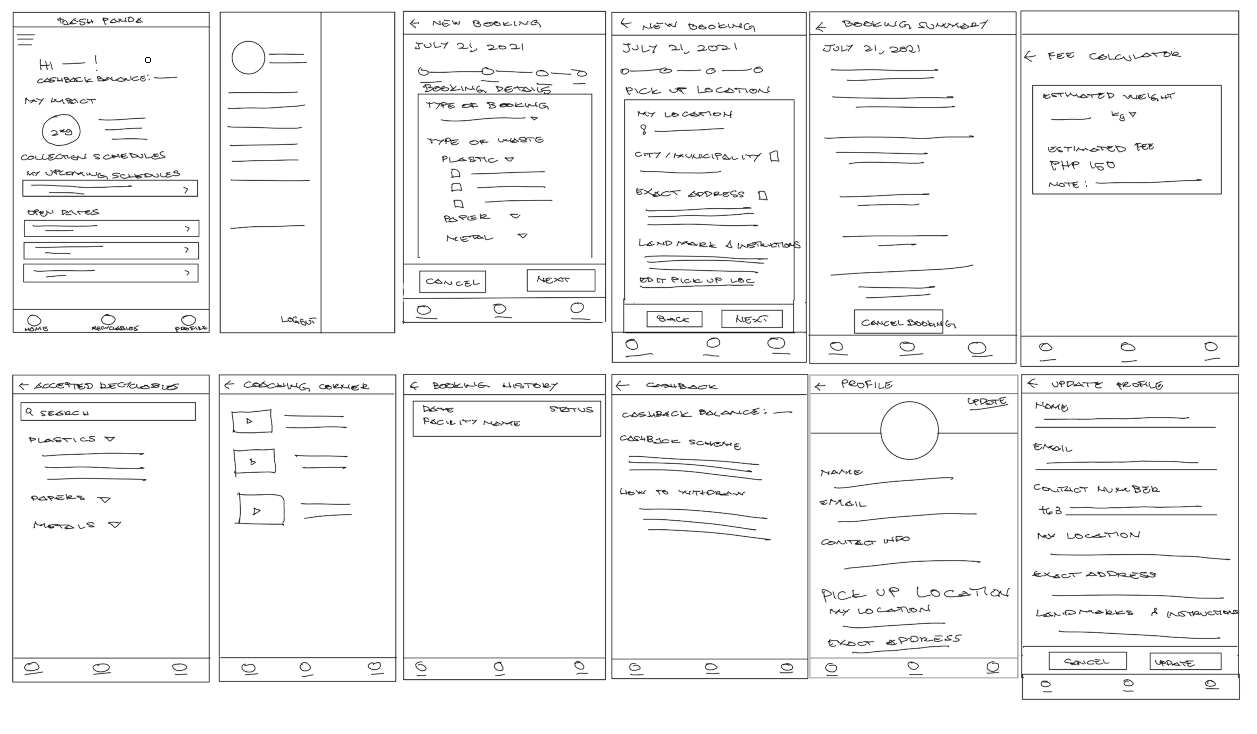 DASH PANDA
HI !
CASHBACK BALANCE:
MY IMPACT
COLLECTION SCHEDULES
MY UPCOMING SCHEDULES
OPEN DATES
HOME RECYCLABLES PROFILE
LOGOUT
← NEW BOOKING
JULY 21, 2021
BOOKING DETAILS
TYPE OF BOOKING
TYPE OF WASTE
PLASTIC
PAPER
METAL
CANCEL NEXT
← NEW BOOKING
JULY 21, 2021
PICK UP LOCATION
MY LOCATION
CITY / MUNICIPALITY
EXACT ADDRESS
LANDMARK & INSTRUCTIONS
EDIT PICK UP LOC
BACK NEXT
← BOOKING SUMMARY
JULY 21, 2021
CANCEL BOOKING
← FEE CALCULATOR
ESTIMATED WEIGHT
kg
ESTIMATED FEE
PHP 150
NOTE:
← ACCEPTED RECYCLABLES
SEARCH
PLASTICS
PAPERS
METALS
← COACHING CORNER
← BOOKING HISTORY
DATE STATUS
FACILITY NAME
← CASHBACK
CASHBACK BALANCE:
CASHBACK SCHEME
HOW TO WITHDRAW
← PROFILE
UPDATE
NAME
EMAIL
CONTACT INFO
PICK UP LOCATION
MY LOCATION
EXACT ADDRESS
← UPDATE PROFILE
NAME
EMAIL
CONTACT NUMBER
+63
MY LOCATION
EXACT ADDRESS
LANDMARKS & INSTRUCTIONS
CANCEL UPDATE